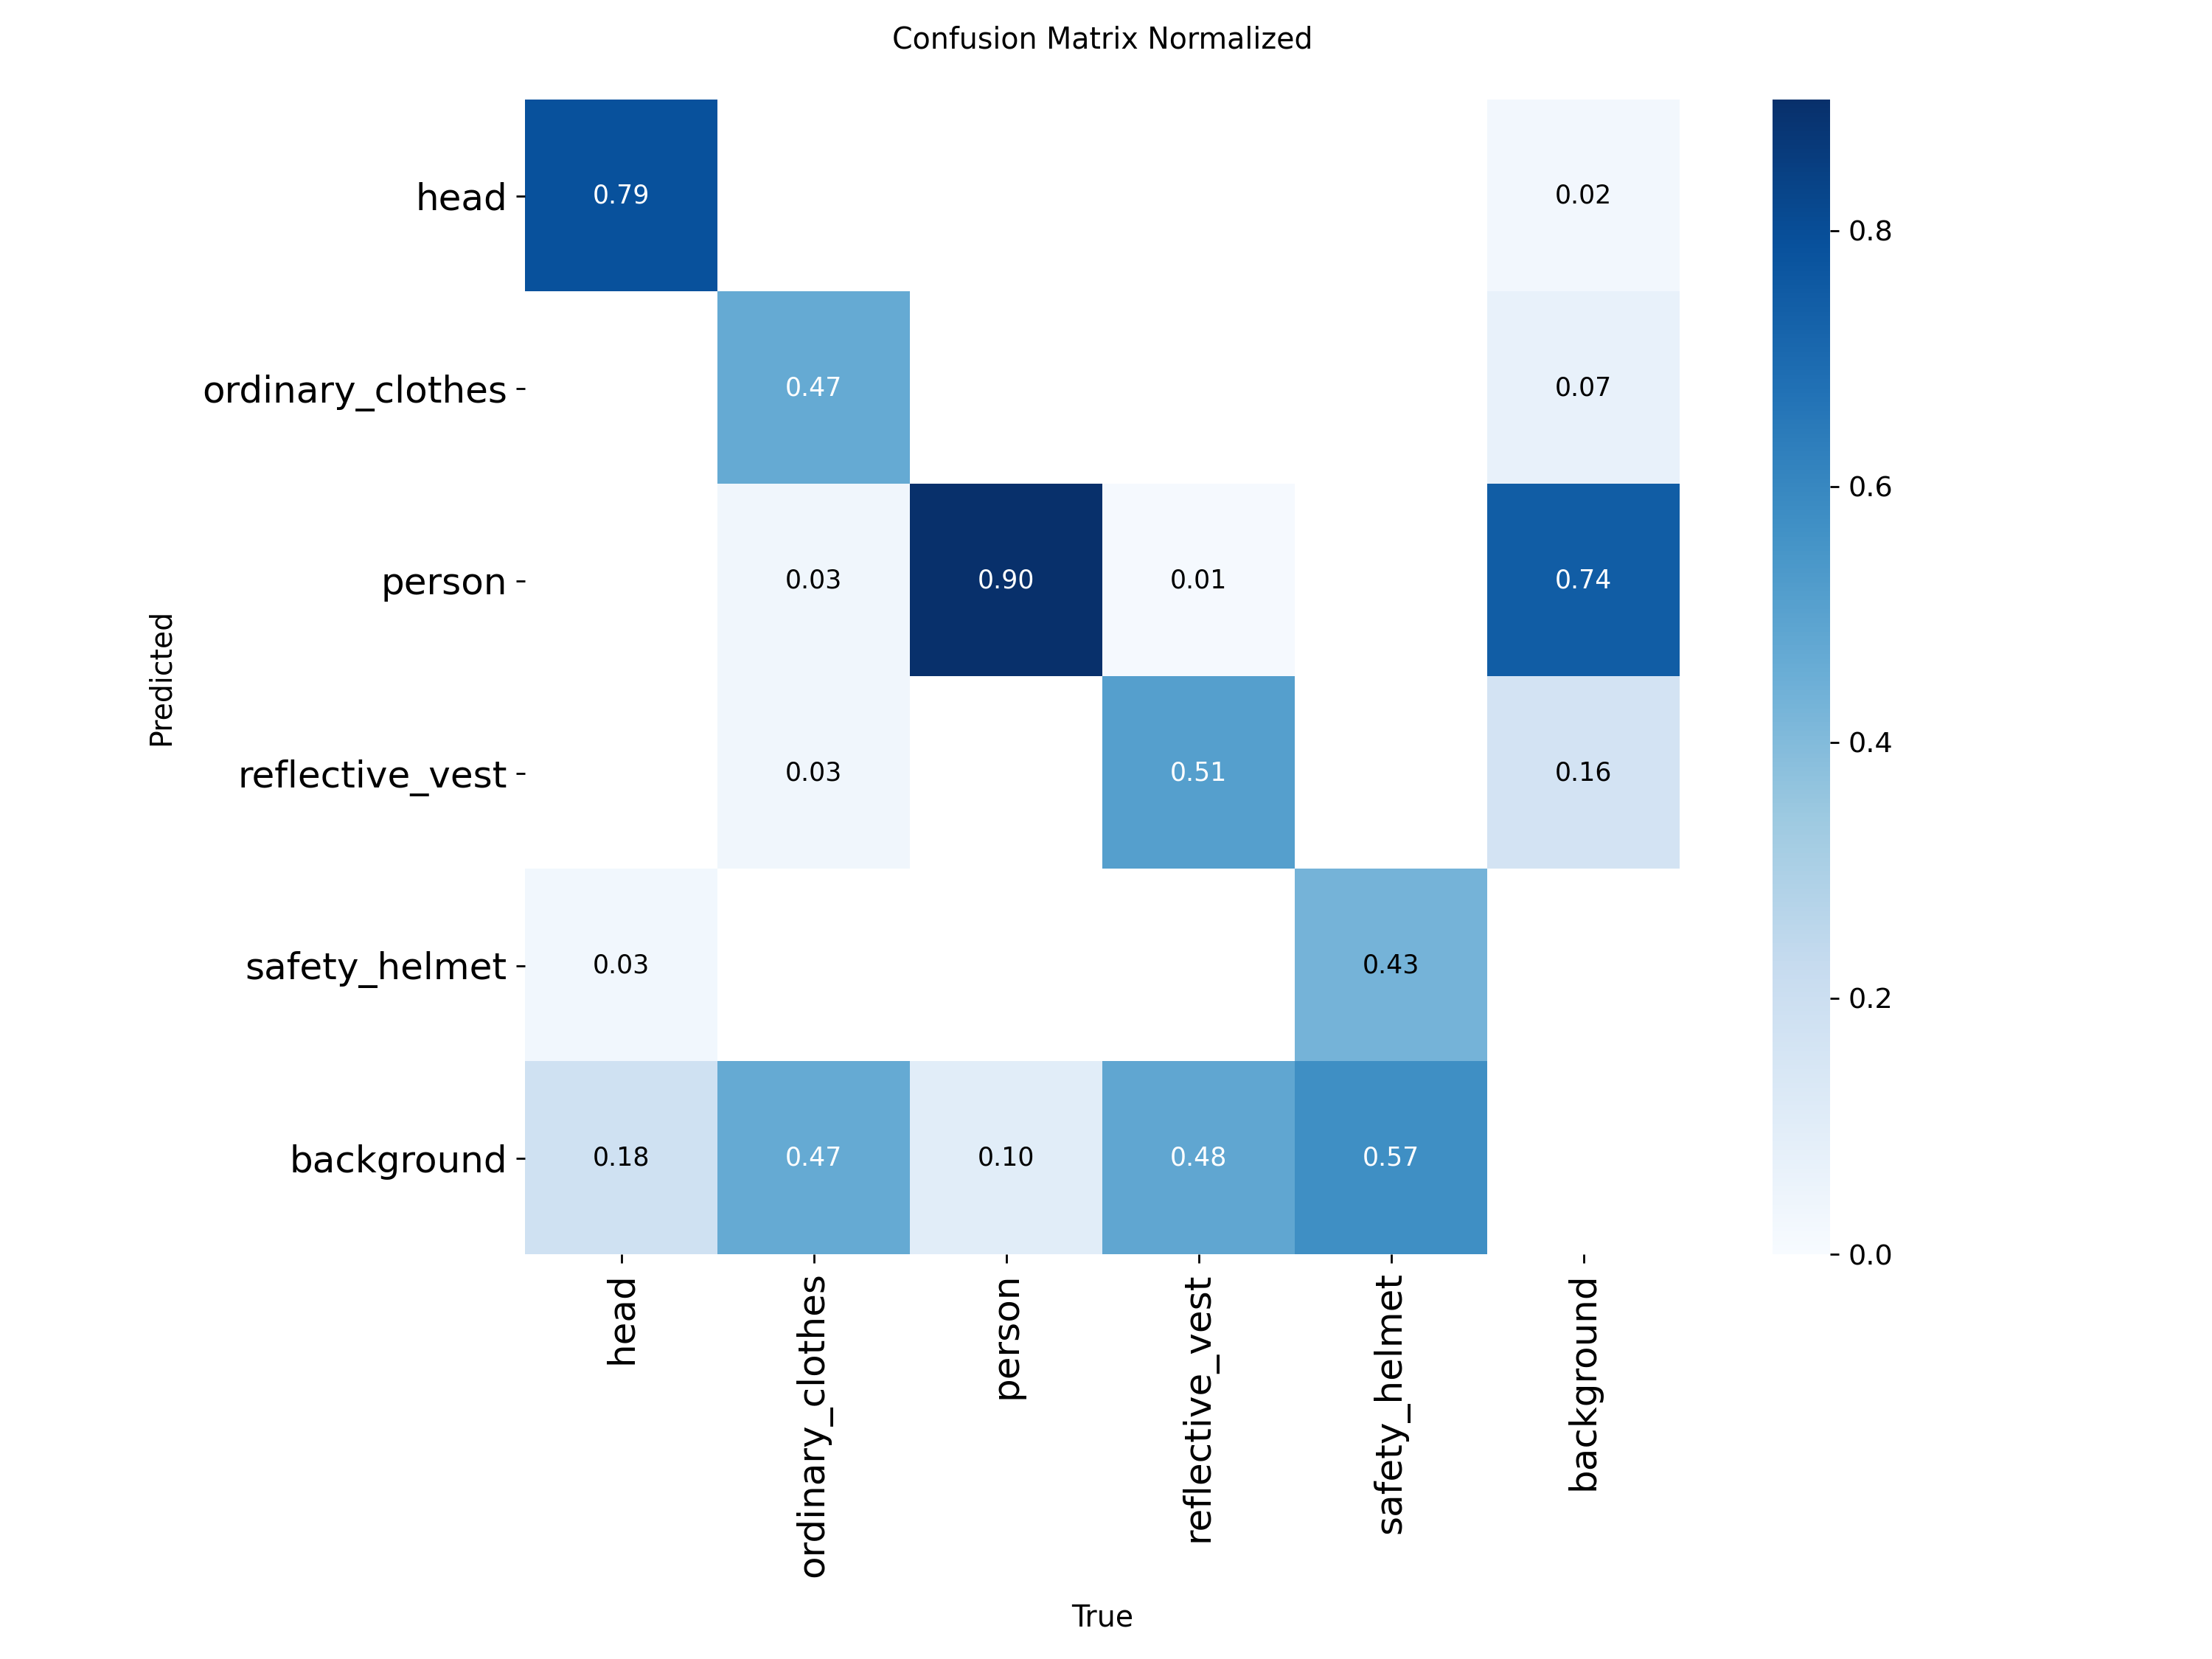 Confusion Matrix Normalized
head
0.79
0.02
0.8
ordinary_clothes
0.47
0.07
0.6
person
0.03
0.90
0.01
0.74
Predicted
0.4
reflective_vest
0.03
0.51
0.16
safety_helmet
0.03
0.43
0.2
background
0.18
0.47
0.10
0.48
0.57
0.0
head
ordinary_clothes
person
reflective_vest
safety_helmet
background
True